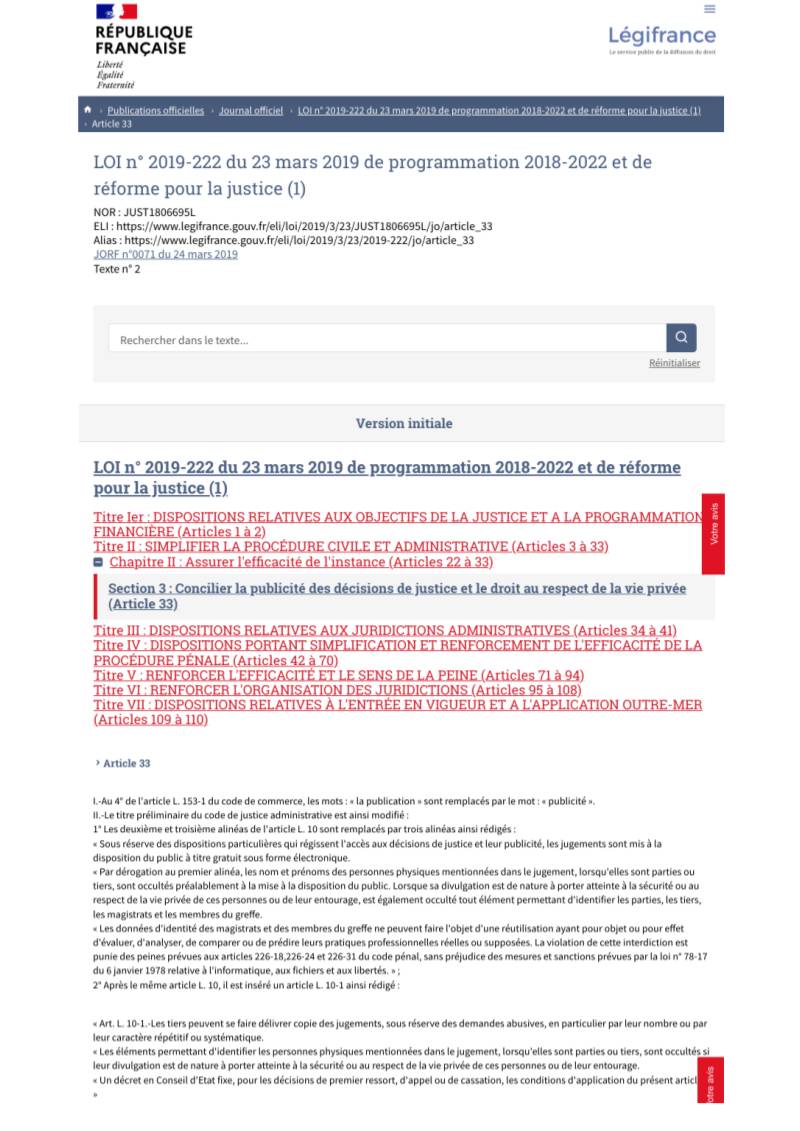 RÉPUBLIQUE
FRANÇAISE
Liberté
Égalité
Fraternité
Légifrance
Le service public de la diffusion du droit
› Publications officielles › Journal officiel › LOI n° 2019-222 du 23 mars 2019 de programmation 2018-2022 et de réforme pour la justice (1)
› Article 33
LOI n° 2019-222 du 23 mars 2019 de programmation 2018-2022 et de
réforme pour la justice (1)
NOR : JUST1806695L
ELI : https://www.legifrance.gouv.fr/eli/loi/2019/3/23/JUST1806695L/jo/article_33
Alias : https://www.legifrance.gouv.fr/eli/loi/2019/3/23/2019-222/jo/article_33
JORF n°0071 du 24 mars 2019
Texte n° 2
Rechercher dans le texte...
Réinitialiser
Version initiale
LOI n° 2019-222 du 23 mars 2019 de programmation 2018-2022 et de réforme
pour la justice (1)
Votre avis
Titre Ier : DISPOSITIONS RELATIVES AUX OBJECTIFS DE LA JUSTICE ET A LA PROGRAMMATION
FINANCIÈRE (Articles 1 à 2)
Titre II : SIMPLIFIER LA PROCÉDURE CIVILE ET ADMINISTRATIVE (Articles 3 à 33)
Chapitre II : Assurer l'efficacité de l'instance (Articles 22 à 33)
Section 3 : Concilier la publicité des décisions de justice et le droit au respect de la vie privée
(Article 33)
Titre III : DISPOSITIONS RELATIVES AUX JURIDICTIONS ADMINISTRATIVES (Articles 34 à 41)
Titre IV : DISPOSITIONS PORTANT SIMPLIFICATION ET RENFORCEMENT DE L'EFFICACITÉ DE LA
PROCÉDURE PÉNALE (Articles 42 à 70)
Titre V : RENFORCER L'EFFICACITÉ ET LE SENS DE LA PEINE (Articles 71 à 94)
Titre VI : RENFORCER L'ORGANISATION DES JURIDICTIONS (Articles 95 à 108)
Titre VII : DISPOSITIONS RELATIVES À L'ENTRÉE EN VIGUEUR ET A L'APPLICATION OUTRE-MER
(Articles 109 à 110)
› Article 33
I.-Au 4° de l'article L. 153-1 du code de commerce, les mots : « la publication » sont remplacés par le mot : « publicité ».
II.-Le titre préliminaire du code de justice administrative est ainsi modifié :
1° Les deuxième et troisième alinéas de l'article L. 10 sont remplacés par trois alinéas ainsi rédigés :
« Sous réserve des dispositions particulières qui régissent l'accès aux décisions de justice et leur publicité, les jugements sont mis à la
disposition du public à titre gratuit sous forme électronique.
« Par dérogation au premier alinéa, les nom et prénoms des personnes physiques mentionnées dans le jugement, lorsqu'elles sont parties ou
tiers, sont occultés préalablement à la mise à la disposition du public. Lorsque sa divulgation est de nature à porter atteinte à la sécurité ou au
respect de la vie privée de ces personnes ou de leur entourage, est également occulté tout élément permettant d'identifier les parties, les tiers,
les magistrats et les membres du greffe.
« Les données d'identité des magistrats et des membres du greffe ne peuvent faire l'objet d'une réutilisation ayant pour objet ou pour effet
d'évaluer, d'analyser, de comparer ou de prédire leurs pratiques professionnelles réelles ou supposées. La violation de cette interdiction est
punie des peines prévues aux articles 226-18,226-24 et 226-31 du code pénal, sans préjudice des mesures et sanctions prévues par la loi n° 78-17
du 6 janvier 1978 relative à l'informatique, aux fichiers et aux libertés. » ;
2° Après le même article L. 10, il est inséré un article L. 10-1 ainsi rédigé :
« Art. L. 10-1.-Les tiers peuvent se faire délivrer copie des jugements, sous réserve des demandes abusives, en particulier par leur nombre ou par
leur caractère répétitif ou systématique.
« Les éléments permettant d'identifier les personnes physiques mentionnées dans le jugement, lorsqu'elles sont parties ou tiers, sont occultés si
leur divulgation est de nature à porter atteinte à la sécurité ou au respect de la vie privée de ces personnes ou de leur entourage.
« Un décret en Conseil d'Etat fixe, pour les décisions de premier ressort, d'appel ou de cassation, les conditions d'application du présent articl
»
otre avis